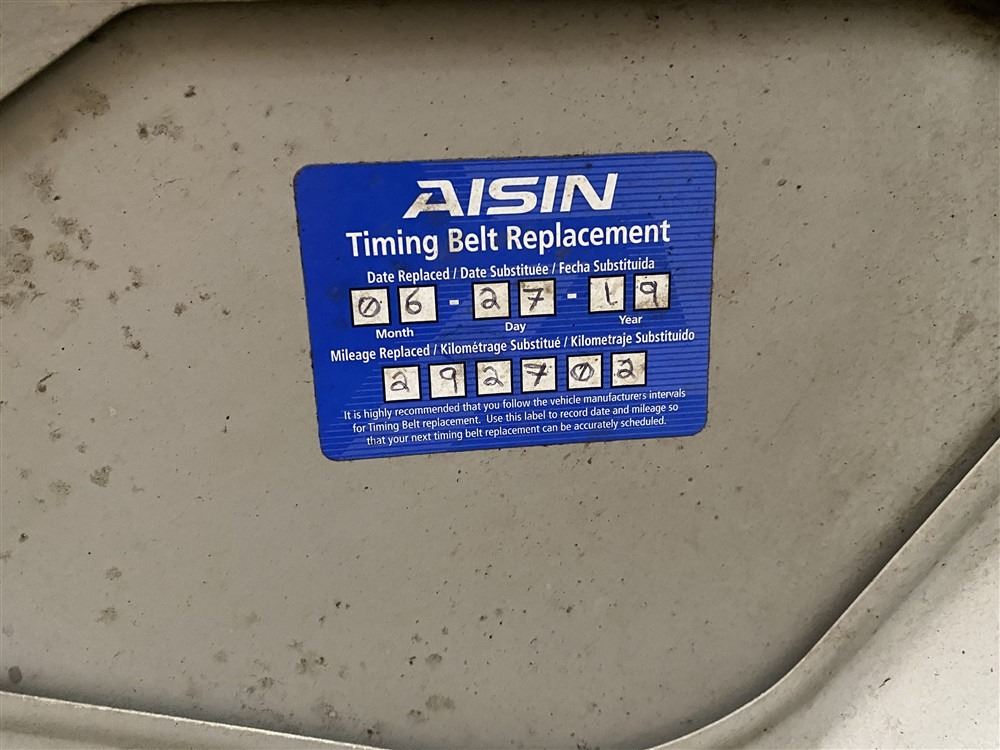 AISIN
Timing Belt Replacement
Date Replaced / Date Substituée / Fecha Substituida
06 - 27 - 19
Month Day Year
Mileage Replaced / Kilométrage Substitué / Kilometraje Substituido
292702
It is highly recommended that you follow the vehicle manufacturers intervals
for Timing Belt replacement. Use this label to record date and mileage so
that your next timing belt replacement can be accurately scheduled.